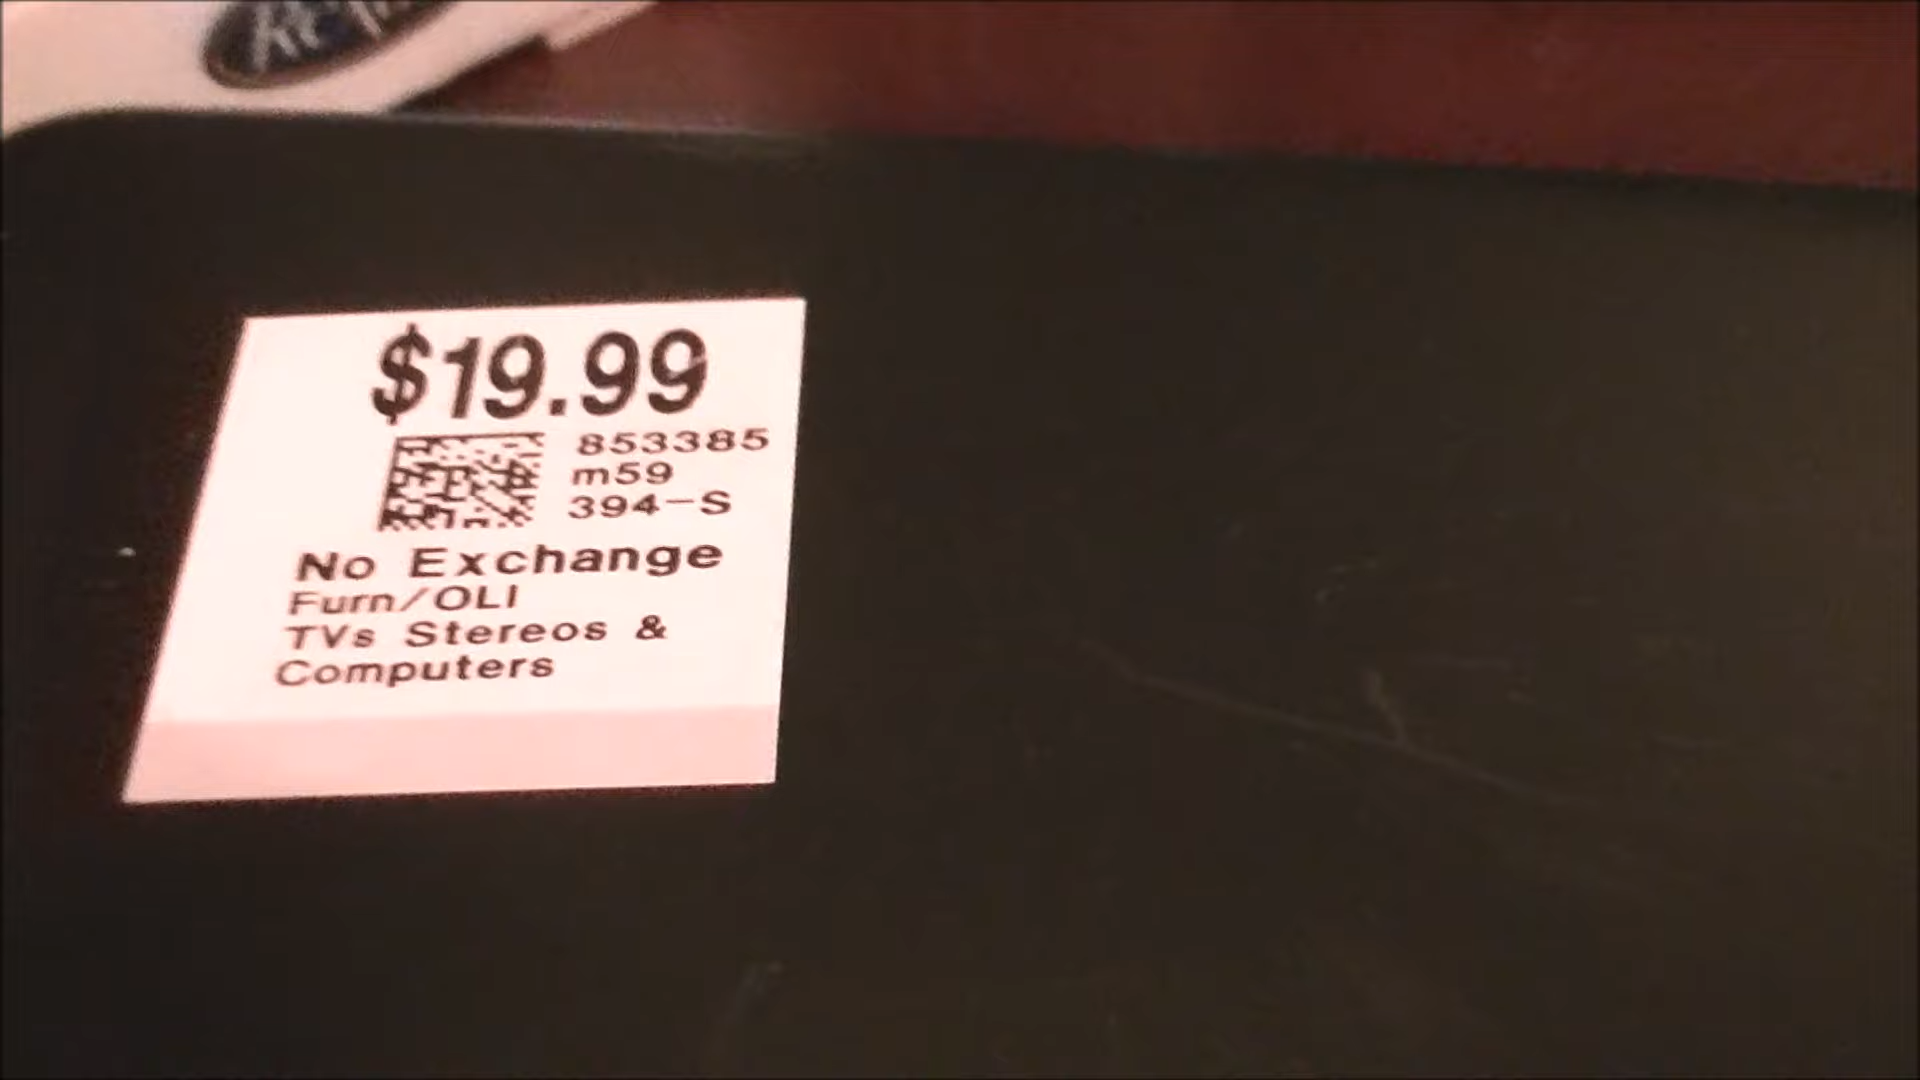 $19.99
853385
m59
394-S
No Exchange
Furn/OLI
TVs Stereos &
Computers